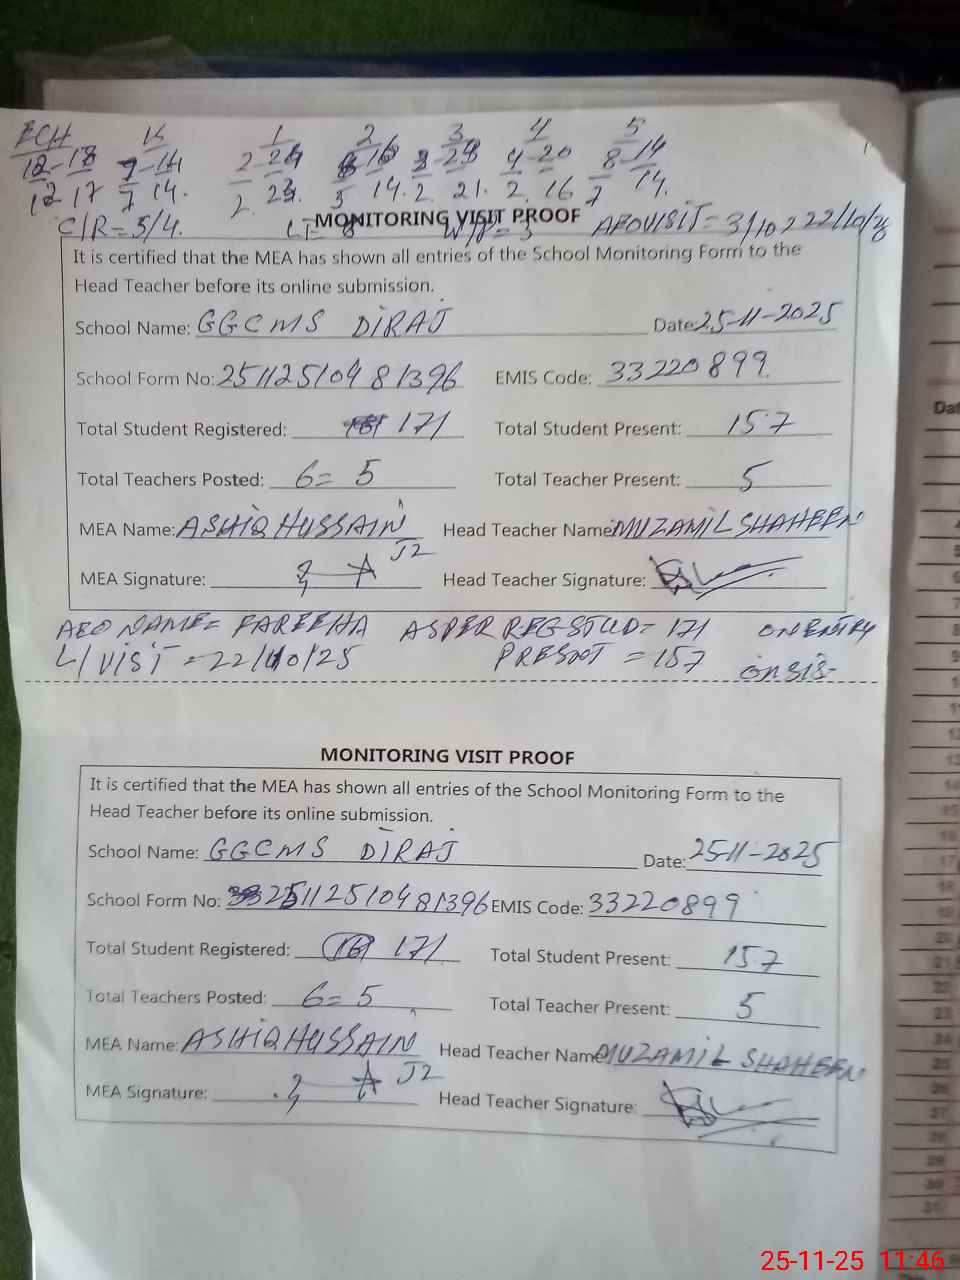 ECH K 1 2 3 4 5
12-18 7-14 2-24 16 3-23 4-20 8-14
12 17 7 14. 2. 23. 3 14. 2. 21. 2. 16 7 14.
C/R = 5/4. MONITORING VISIT PROOF AEOVISIT = 3/10
It is certified that the MEA has shown all entries of the School Monitoring Form to the
Head Teacher before its online submission.
School Name: GGCMS DIRAJ Date: 25-11-2025
School Form No: 25112510481396 EMIS Code: 33220899.
Total Student Registered: 171 Total Student Present: 157
Total Teachers Posted: 6= 5 Total Teacher Present: 5
MEA Name: ASHIQ HUSSAIN Head Teacher Name: MUZAMIL SHAHEEN
J2
MEA Signature: Head Teacher Signature:
AEO NAME = FAREEHA AS PER REG STUD = 171 ON ENTRY
L/VISIT = 22/10/25 PRESENT = 157 ON SIS-
MONITORING VISIT PROOF
It is certified that the MEA has shown all entries of the School Monitoring Form to the
Head Teacher before its online submission.
School Name: GGCMS DIRAJ Date: 25-11-2025
School Form No: 25112510481396 EMIS Code: 33220899
Total Student Registered: 171 Total Student Present: 157
Total Teachers Posted: 6= 5 Total Teacher Present: 5
MEA Name: ASHIQ HUSSAIN Head Teacher Name: MUZAMIL SHAHEEN
J2
MEA Signature: Head Teacher Signature:
25-11-25 11:46